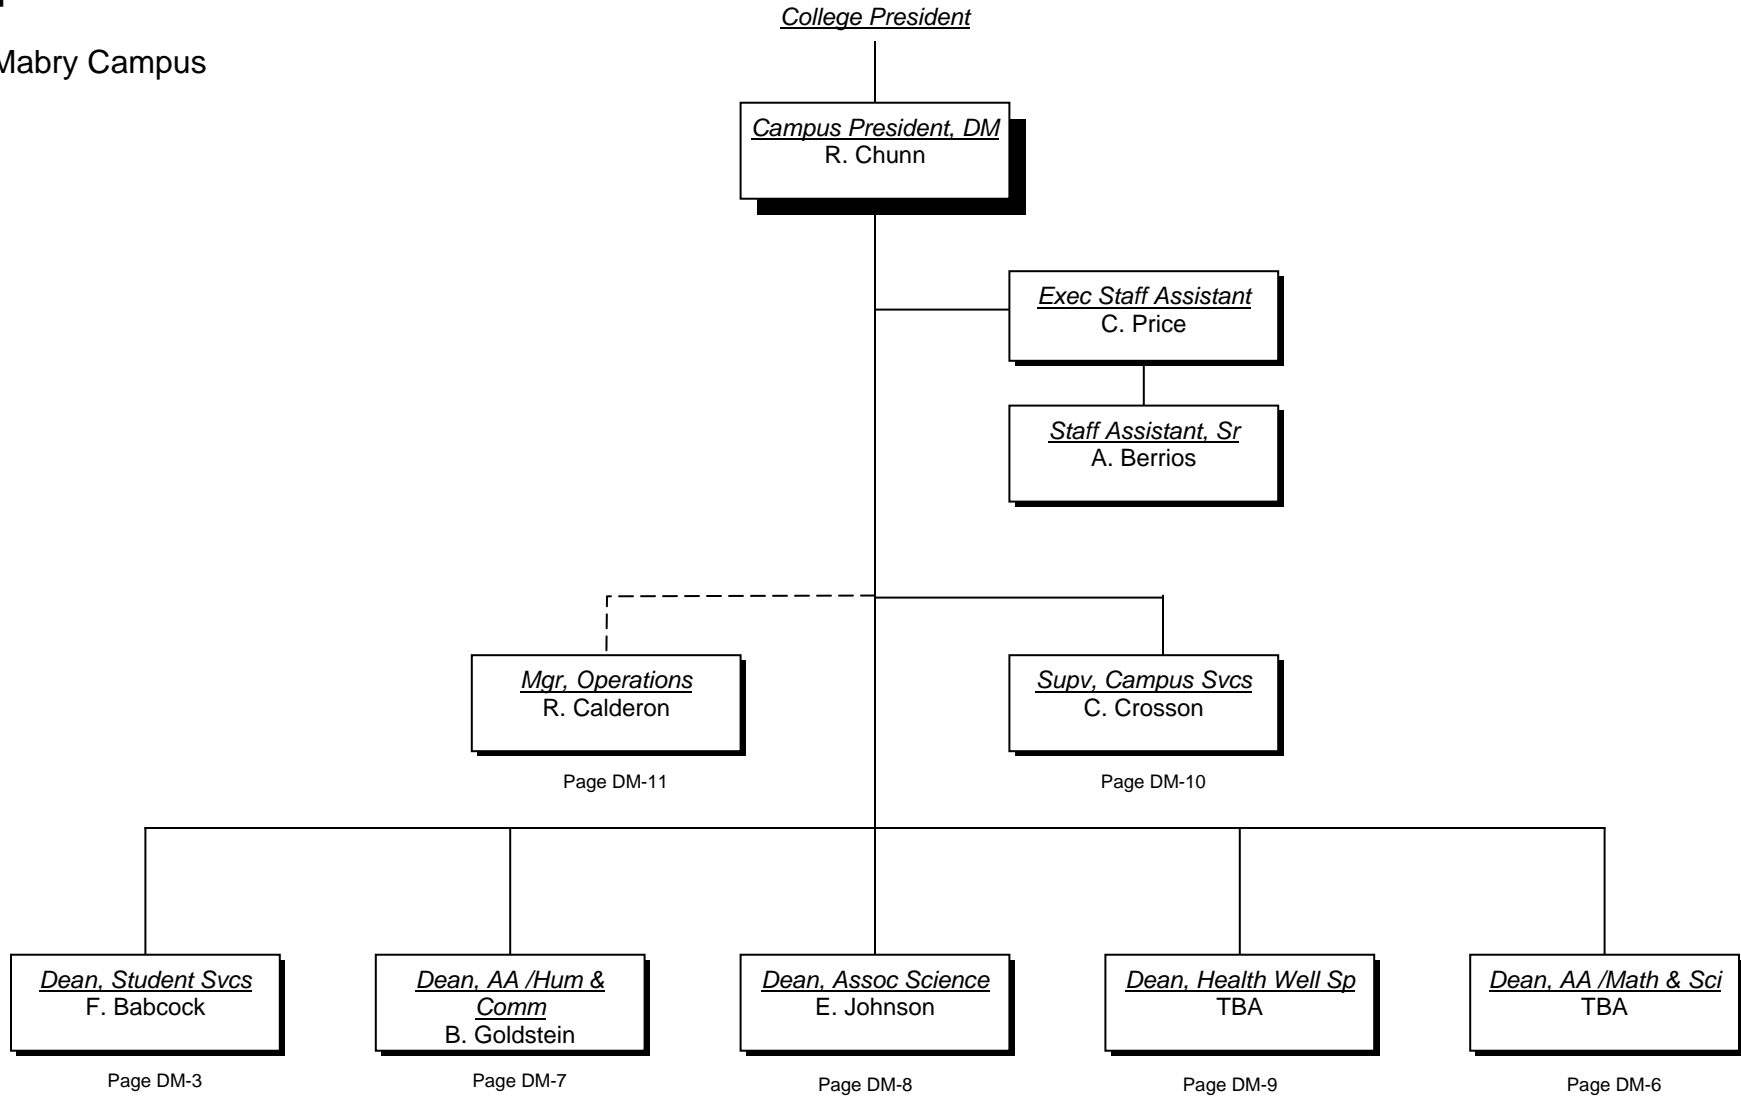 College President
Mabry Campus
Campus President, DM
R. Chunn
Exec Staff Assistant
C. Price
Staff Assistant, Sr
A. Berrios
Mgr, Operations
R. Calderon
Supv, Campus Svcs
C. Crosson
Page DM-11
Page DM-10
Dean, Student Svcs
F. Babcock
Dean, AA /Hum &
Comm
B. Goldstein
Dean, Assoc Science
E. Johnson
Dean, Health Well Sp
TBA
Dean, AA /Math & Sci
TBA
Page DM-3
Page DM-7
Page DM-8
Page DM-9
Page DM-6